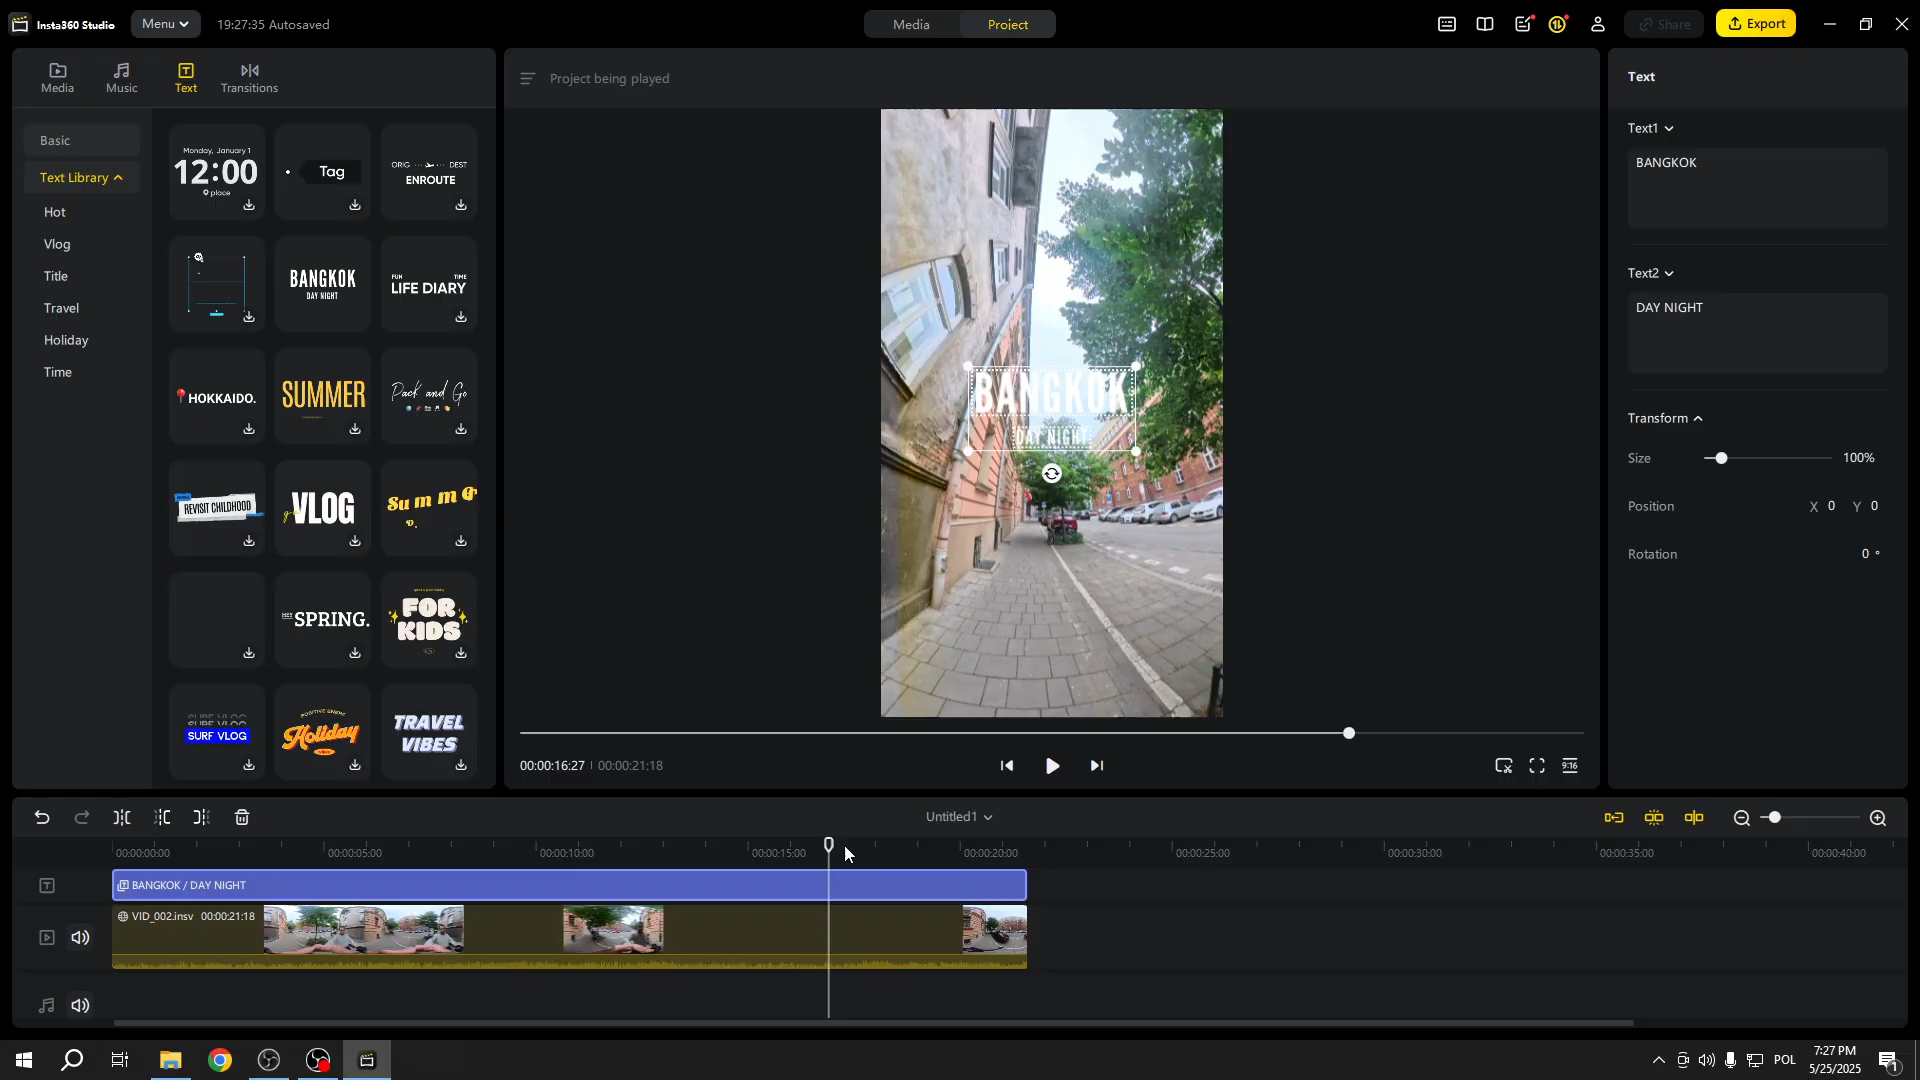 Insta360 Studio
Menu
19:27:35 Autosaved
Media
Project
Share
Export
Media
Music
Text
Transitions
Project being played
Text
Basic
Text Library
Hot
Vlog
Title
Travel
Holiday
Time
Monday, January 1
12:00
place
Tag
ORIG
DEST
ENROUTE
BANGKOK
DAY NIGHT
FUN
TIME
LIFE DIARY
HOKKAIDO.
SUMMER
Pack and Go
REVISIT CHILDHOOD
VLOG
Summer
SPRING.
FOR
KIDS
SURF VLOG
SURF VLOG
POSITIVE ENERGY
Holiday
vibes
TRAVEL
VIBES
BANGKOK
DAY NIGHT
00:00:16:27
00:00:21:18
9:16
Text1
BANGKOK
Text2
DAY NIGHT
Transform
Size
100%
Position
X 0
Y 0
Rotation
0 °
Untitled1
00:00:00:00
00:00:05:00
00:00:10:00
00:00:15:00
00:00:20:00
00:00:25:00
00:00:30:00
00:00:35:00
00:00:40:00
BANGKOK / DAY NIGHT
VID_002.insv 00:00:21:18
POL
7:27 PM
5/25/2025
1